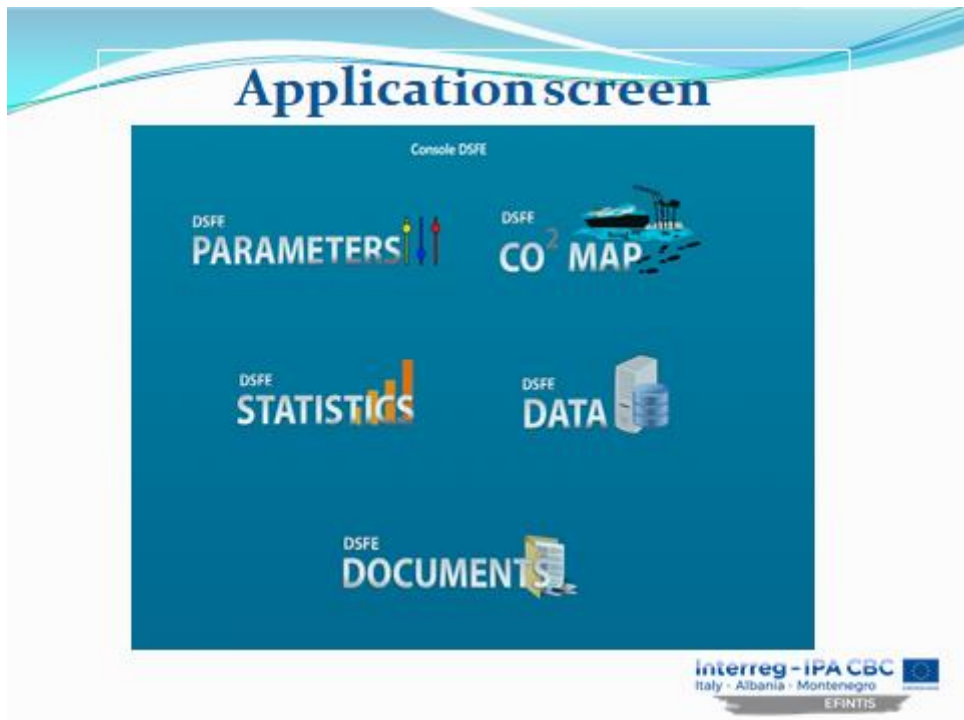 Application screen
Console DSFE
DSFE
PARAMETERS
DSFE
CO2 MAP
DSFE
STATISTICS
DSFE
DATA
DSFE
DOCUMENTS
Interreg - IPA CBC
Italy - Albania - Montenegro
EFINTIS